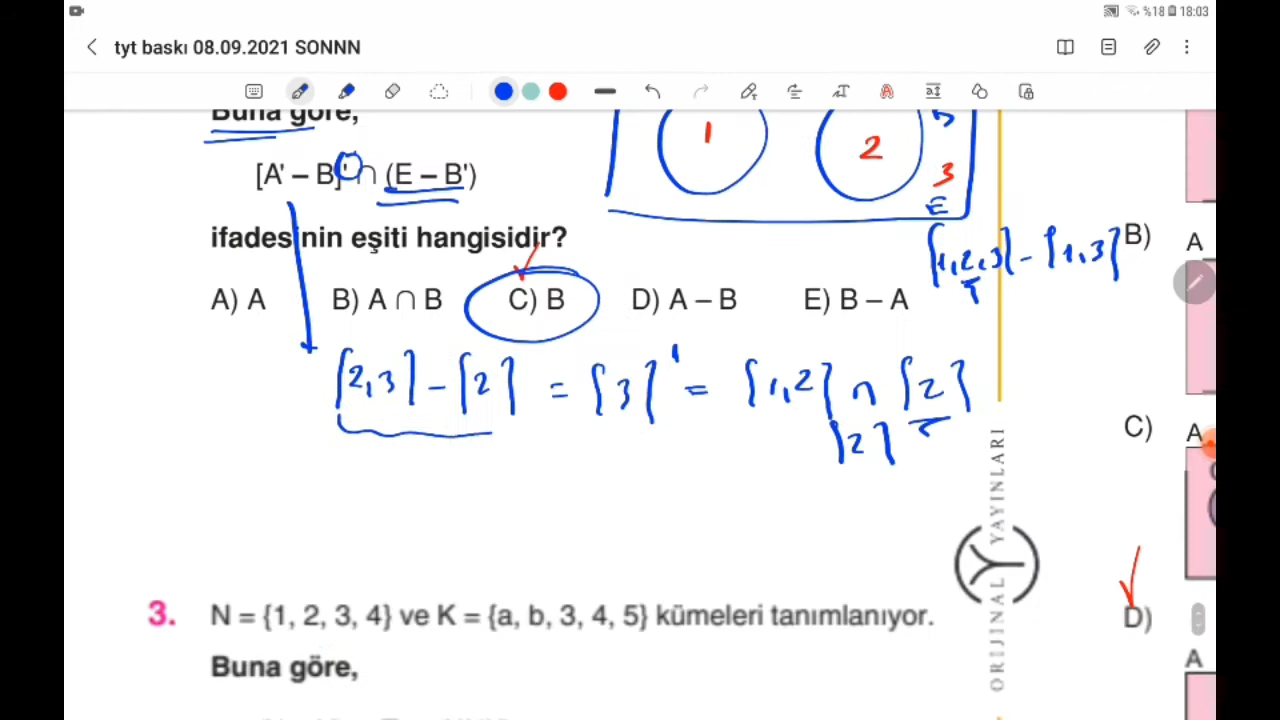 %18 18:03
tyt baskı 08.09.2021 SONNN
Buna göre,
[A' – B]' ∩ (E – B')
1
2
3
E
ifadesinin eşiti hangisidir?
{1,2,3} – {1,3}
A) A B) A ∩ B C) B D) A – B E) B – A
{2,3} – {2} = {3}' = {1,2} ∩ {2}
{2}
3. N = {1, 2, 3, 4} ve K = {a, b, 3, 4, 5} kümeleri tanımlanıyor.
Buna göre,
ORİJİNAL YAYINLARI
B) A
C) A
D)
A